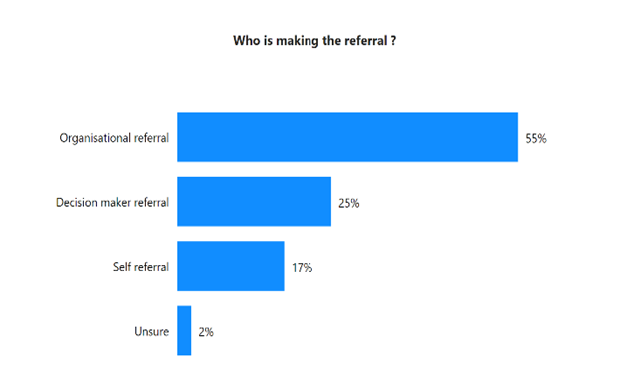 Who is making the referral ?
Organisational referral 55%
Decision maker referral 25%
Self referral 17%
Unsure 2%